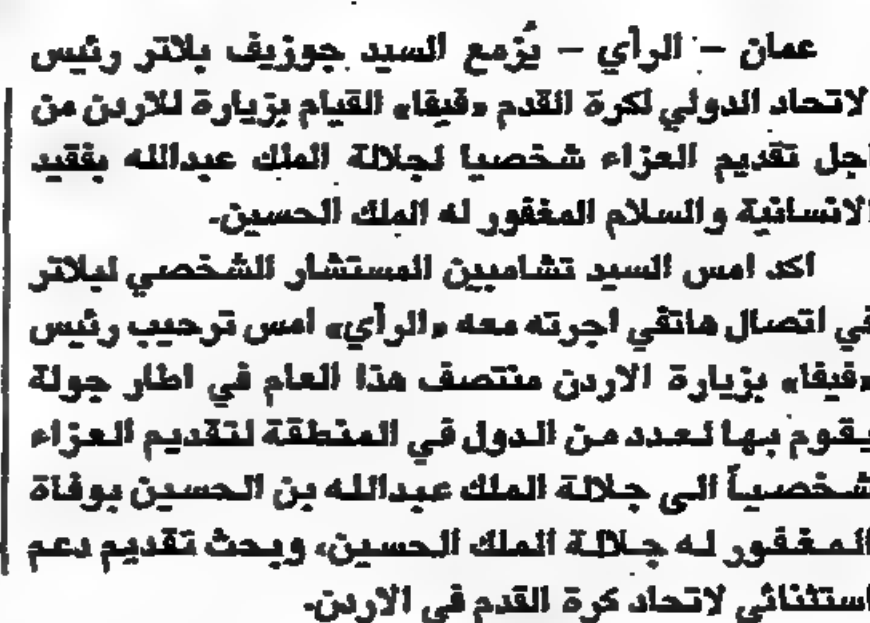 عمان – الرأي – يُزمع السيد جوزيف بلاتر رئيس
الاتحاد الدولي لكرة القدم «فيفا» القيام بزيارة للاردن من
اجل تقديم العزاء شخصيا لجلالة الملك عبدالله بفقيد
الانسانية والسلام المغفور له الملك الحسين.
اكد امس السيد تشامبين المستشار الشخصي لبلاتر
في اتصال هاتفي اجرته معه «الرأي» امس ترحيب رئيس
«فيفا» بزيارة الاردن منتصف هذا العام في اطار جولة
يقوم بها لعدد من الدول في المنطقة لتقديم العزاء
شخصياً الى جلالة الملك عبدالله بن الحسين بوفاة
المغفور له جلالة الملك الحسين، وبحث تقديم دعم
استثنائي لاتحاد كرة القدم في الاردن.